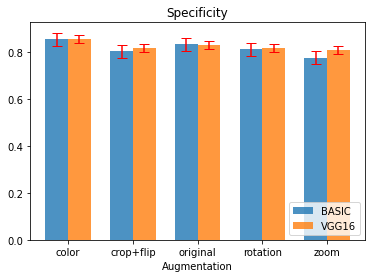 Specificity
0.8
0.6
0.4
0.2
0.0
BASIC
VGG16
color crop+flip original rotation zoom
Augmentation